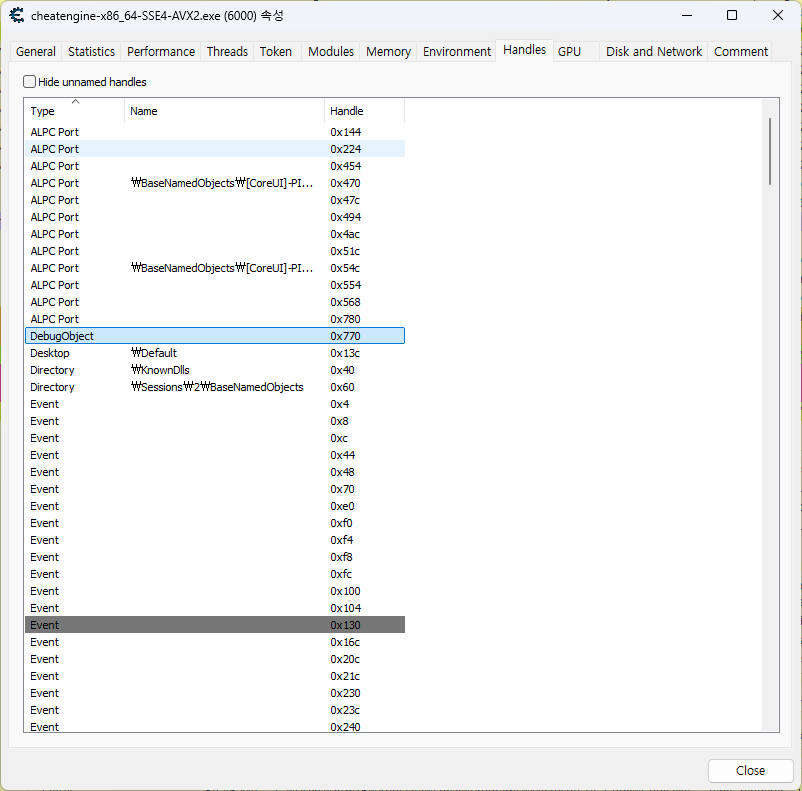 cheatengine-x86_64-SSE4-AVX2.exe (6000) 속성
General Statistics Performance Threads Token Modules Memory Environment Handles GPU Disk and Network Comment
Hide unnamed handles
Type Name Handle
ALPC Port 0x144
ALPC Port 0x224
ALPC Port 0x454
ALPC Port ₩BaseNamedObjects₩[CoreUI]-PI... 0x470
ALPC Port 0x47c
ALPC Port 0x494
ALPC Port 0x4ac
ALPC Port 0x51c
ALPC Port ₩BaseNamedObjects₩[CoreUI]-PI... 0x54c
ALPC Port 0x554
ALPC Port 0x568
ALPC Port 0x780
DebugObject 0x770
Desktop ₩Default 0x13c
Directory ₩KnownDlls 0x40
Directory ₩Sessions₩2₩BaseNamedObjects 0x60
Event 0x4
Event 0x8
Event 0xc
Event 0x44
Event 0x48
Event 0x70
Event 0xe0
Event 0xf0
Event 0xf4
Event 0xf8
Event 0xfc
Event 0x100
Event 0x104
Event 0x130
Event 0x16c
Event 0x20c
Event 0x21c
Event 0x230
Event 0x23c
Event 0x240
Close